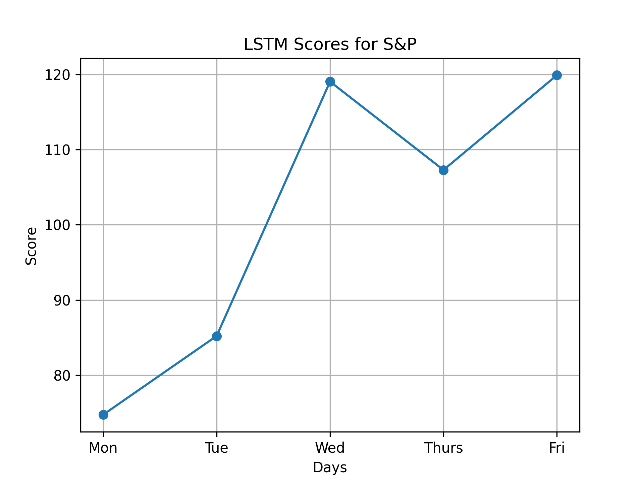 LSTM Scores for S&P
120
110
100
90
80
Score
Mon Tue Wed Thurs Fri
Days